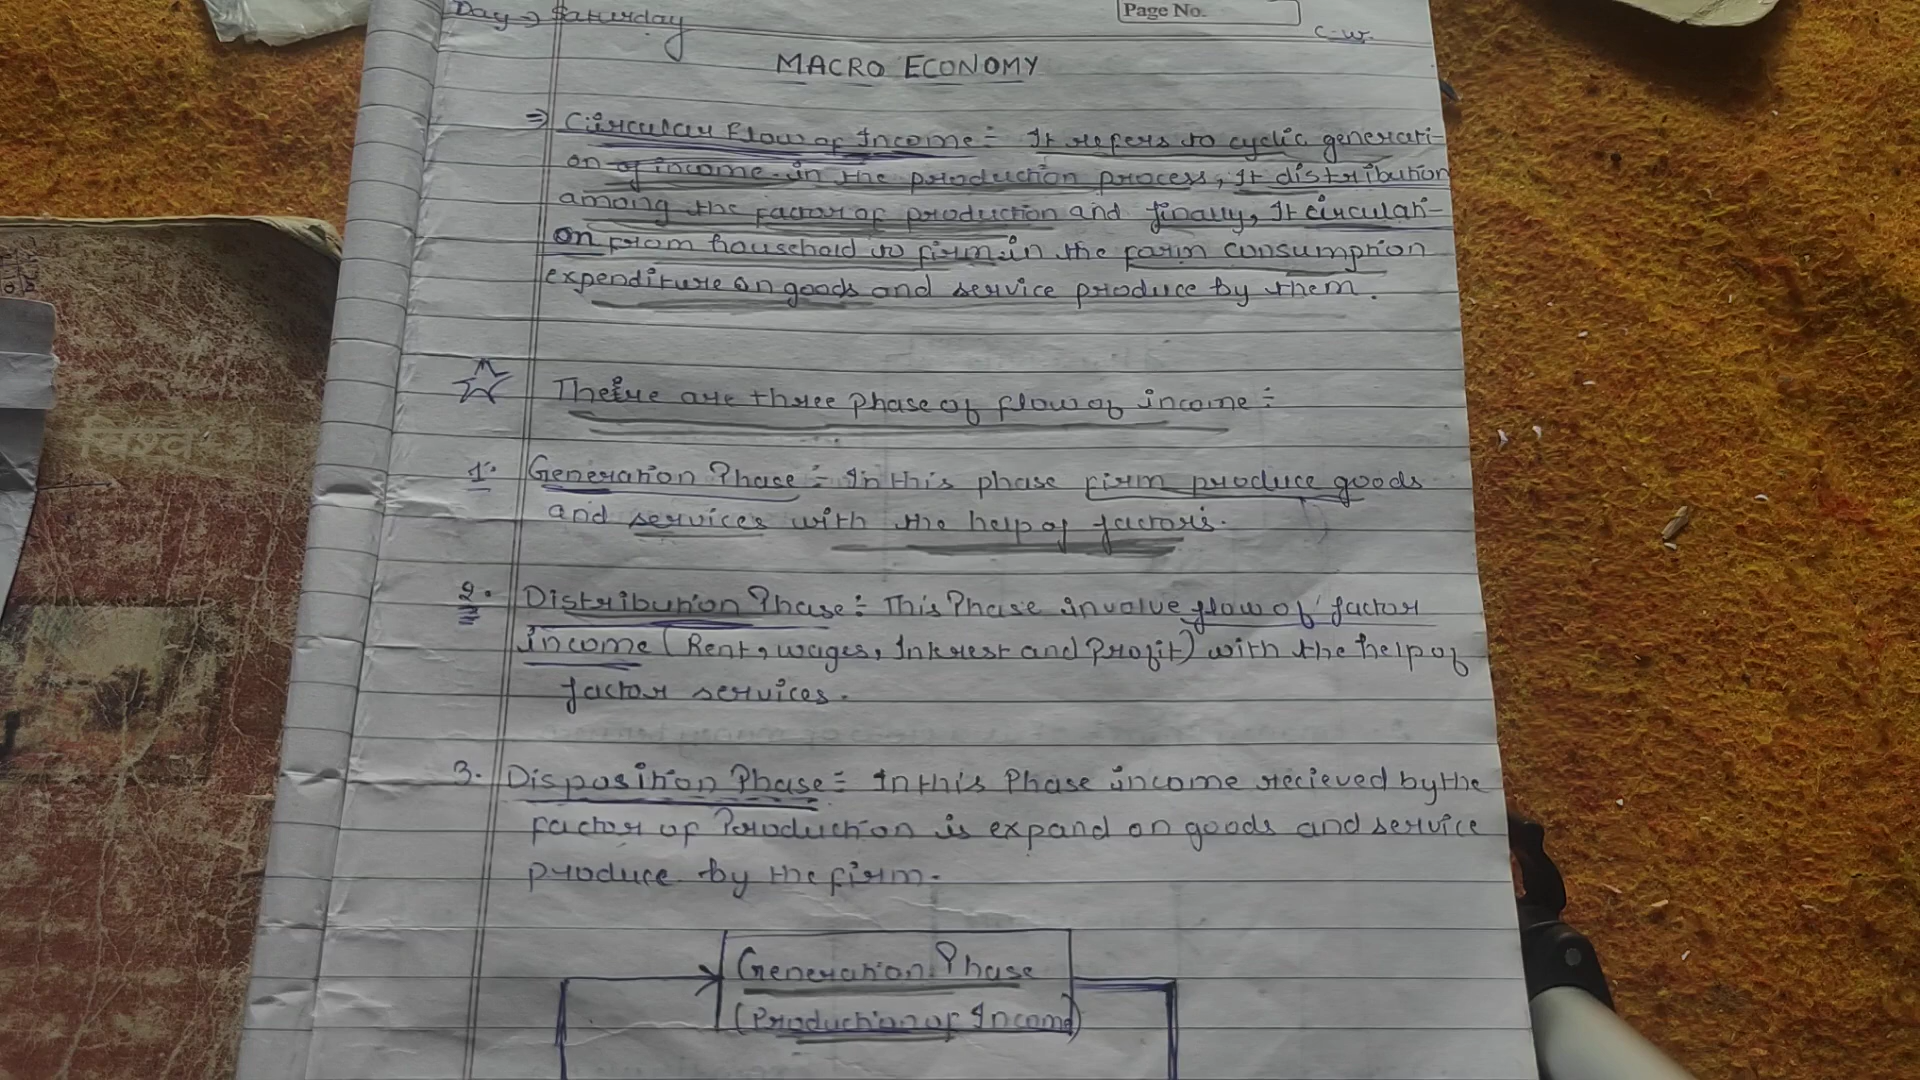 Day → Saturday
Page No.
C.W.
MACRO ECONOMY
⇒ Circular Flow of Income :- It refers to cyclic generati-
on of income in the production process, It distribution
among the factor of production and finally, It circulati-
on from household to firm in the form consumption
expenditure on goods and service produce by them.
☆ There are three phase of flow of income :-
1. Generation Phase :- In this phase firm produce goods
and services with the help of factors.
2. Distribution Phase :- This Phase involve flow of factor
income (Rent, wages, Interest and Profit) with the help of
factor services.
3. Disposition Phase :- In this Phase income recieved by the
factor of Production is expand on goods and service
produce by the firm.
Generation Phase
(Production of Income)
विश्व